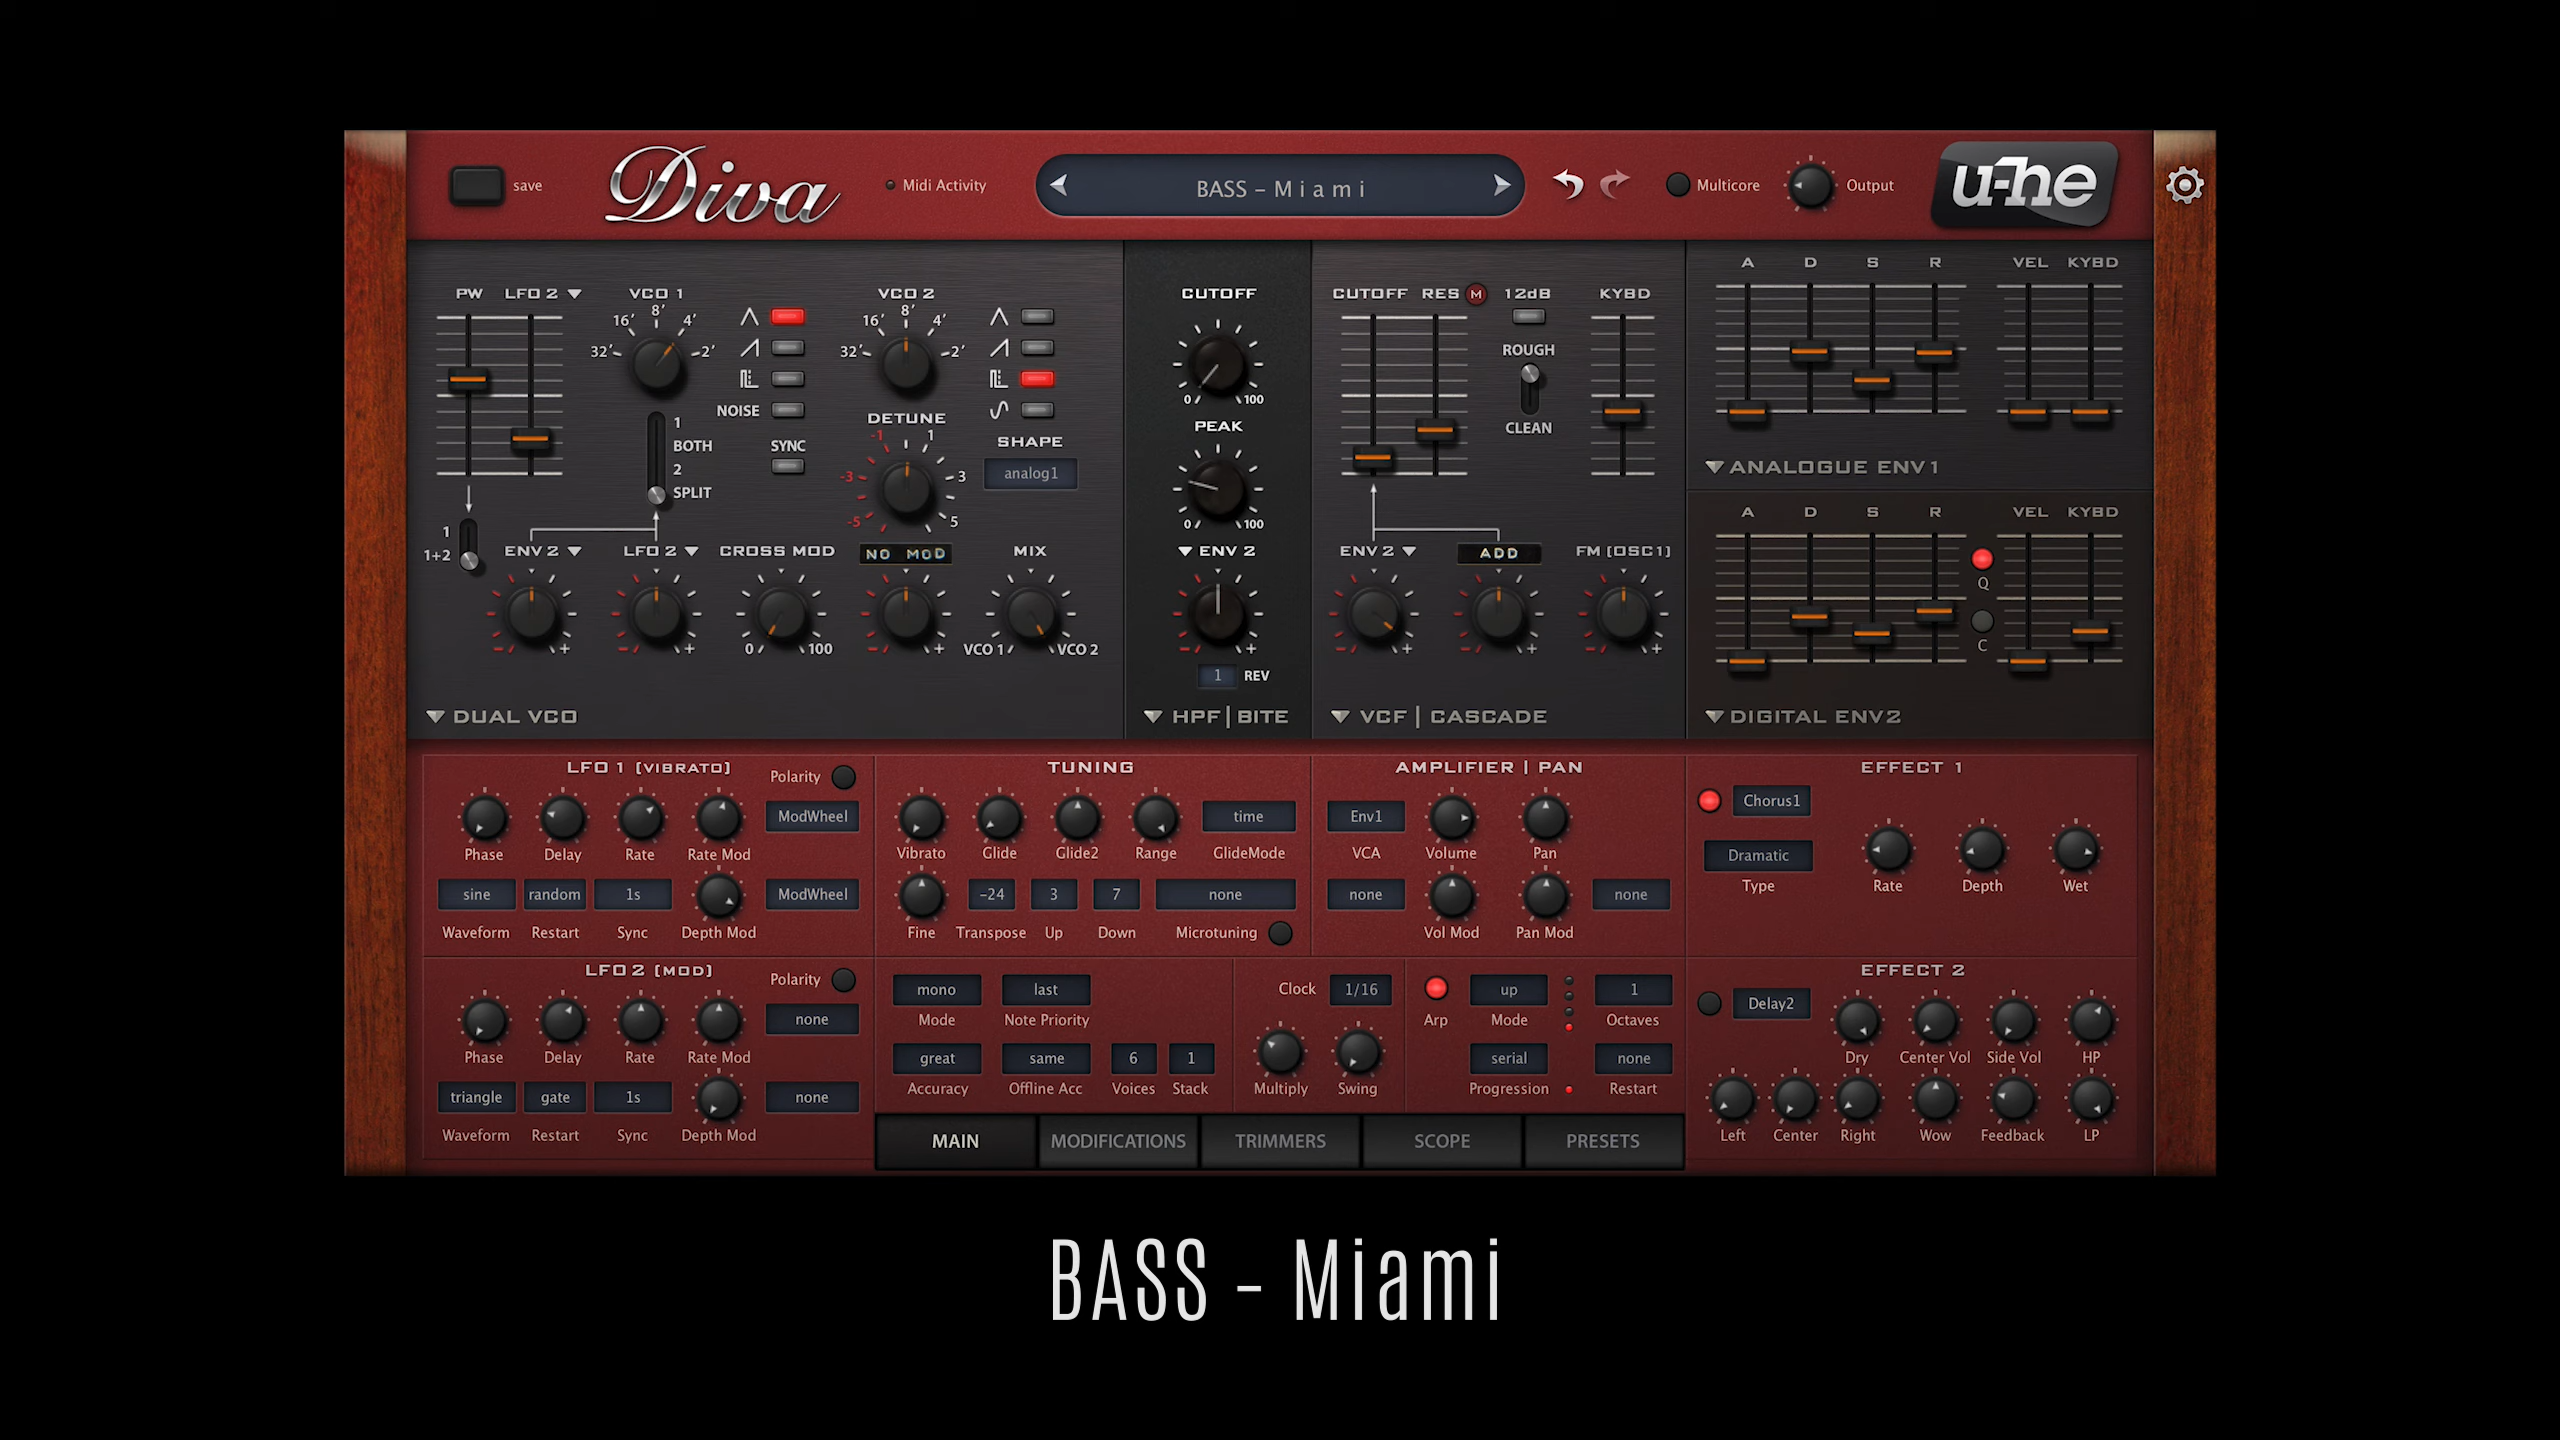 save
Diva
Midi Activity
BASS – Miami
Multicore
Output
u-he
PW LFO 2
VCO 1
32’ 16’ 8’ 4’ 2’
NOISE
SYNC
1
BOTH
2
SPLIT
1
1+2
VCO 2
32’ 16’ 8’ 4’ 2’
DETUNE
-5 -3 -1 1 3 5
SHAPE
analog1
ENV 2
- +
LFO 2
- +
CROSS MOD
0 100
NO MOD
- +
MIX
VCO 1 VCO 2
DUAL VCO
CUTOFF
0 100
PEAK
0 100
ENV 2
- +
1 REV
HPF | BITE
CUTOFF RES M 12dB KYBD
ROUGH
CLEAN
ENV 2
- +
ADD
- +
FM [OSC1]
- +
VCF | CASCADE
A D S R VEL KYBD
ANALOGUE ENV1
A D S R VEL KYBD
Q
C
DIGITAL ENV2
LFO 1 [VIBRATO]
Polarity
ModWheel
Phase Delay Rate Rate Mod
sine random 1s ModWheel
Waveform Restart Sync Depth Mod
LFO 2 [MOD]
Polarity
none
Phase Delay Rate Rate Mod
triangle gate 1s none
Waveform Restart Sync Depth Mod
TUNING
time
Vibrato Glide Glide2 Range GlideMode
-24 3 7 none
Fine Transpose Up Down Microtuning
AMPLIFIER | PAN
Env1
VCA Volume Pan
none none
Vol Mod Pan Mod
mono last
Mode Note Priority
great same 6 1
Accuracy Offline Acc Voices Stack
Clock 1/16
Multiply Swing
up 1
Arp Mode Octaves
serial none
Progression Restart
MAIN MODIFICATIONS TRIMMERS SCOPE PRESETS
EFFECT 1
Chorus1
Dramatic
Type Rate Depth Wet
EFFECT 2
Delay2
Dry Center Vol Side Vol HP
Left Center Right Wow Feedback LP
BASS – Miami